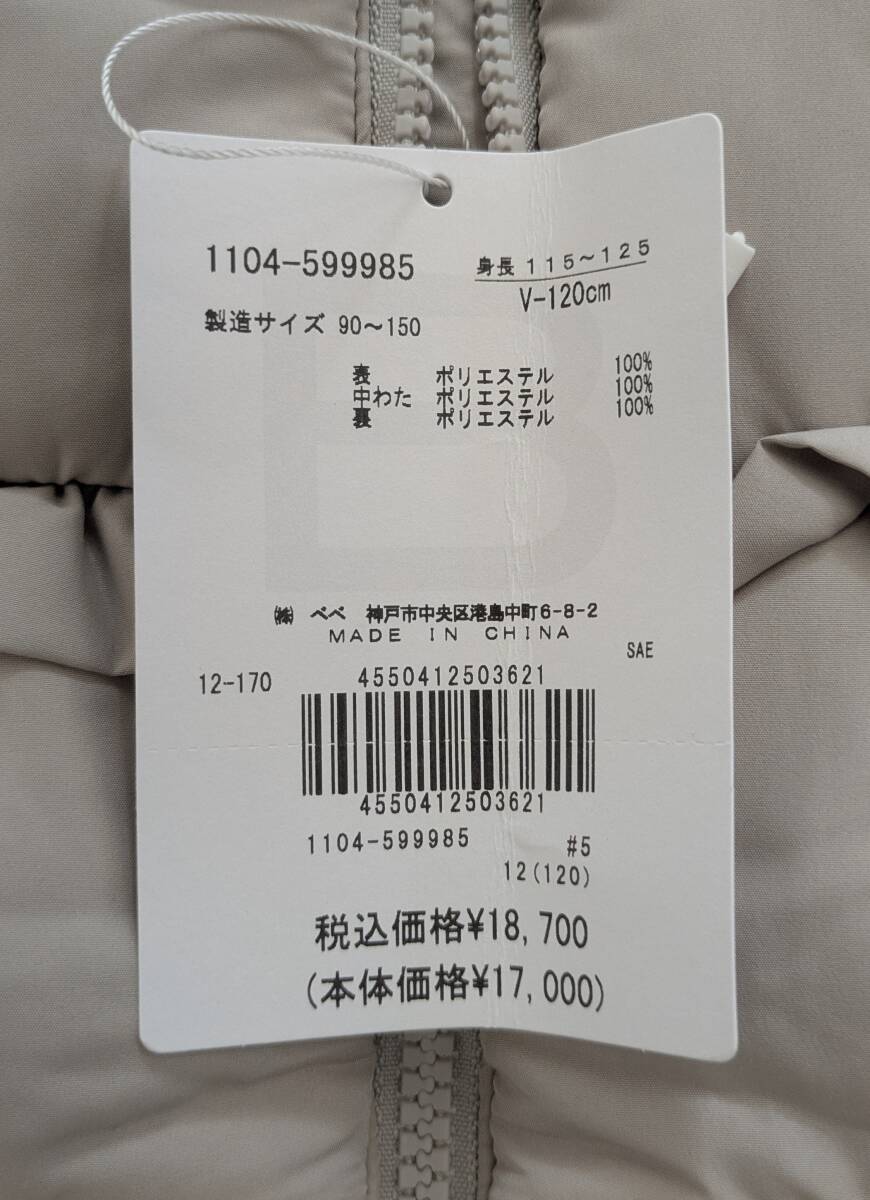 1104-599985
身長 115～125
V-120cm
製造サイズ 90～150
表 ポリエステル 100%
中わた ポリエステル 100%
裏 ポリエステル 100%
㈱ べべ 神戸市中央区港島中町6-8-2
MADE IN CHINA
SAE
12-170
4550412503621
4550412503621
1104-599985
#5
12(120)
税込価格¥18,700
(本体価格¥17,000)